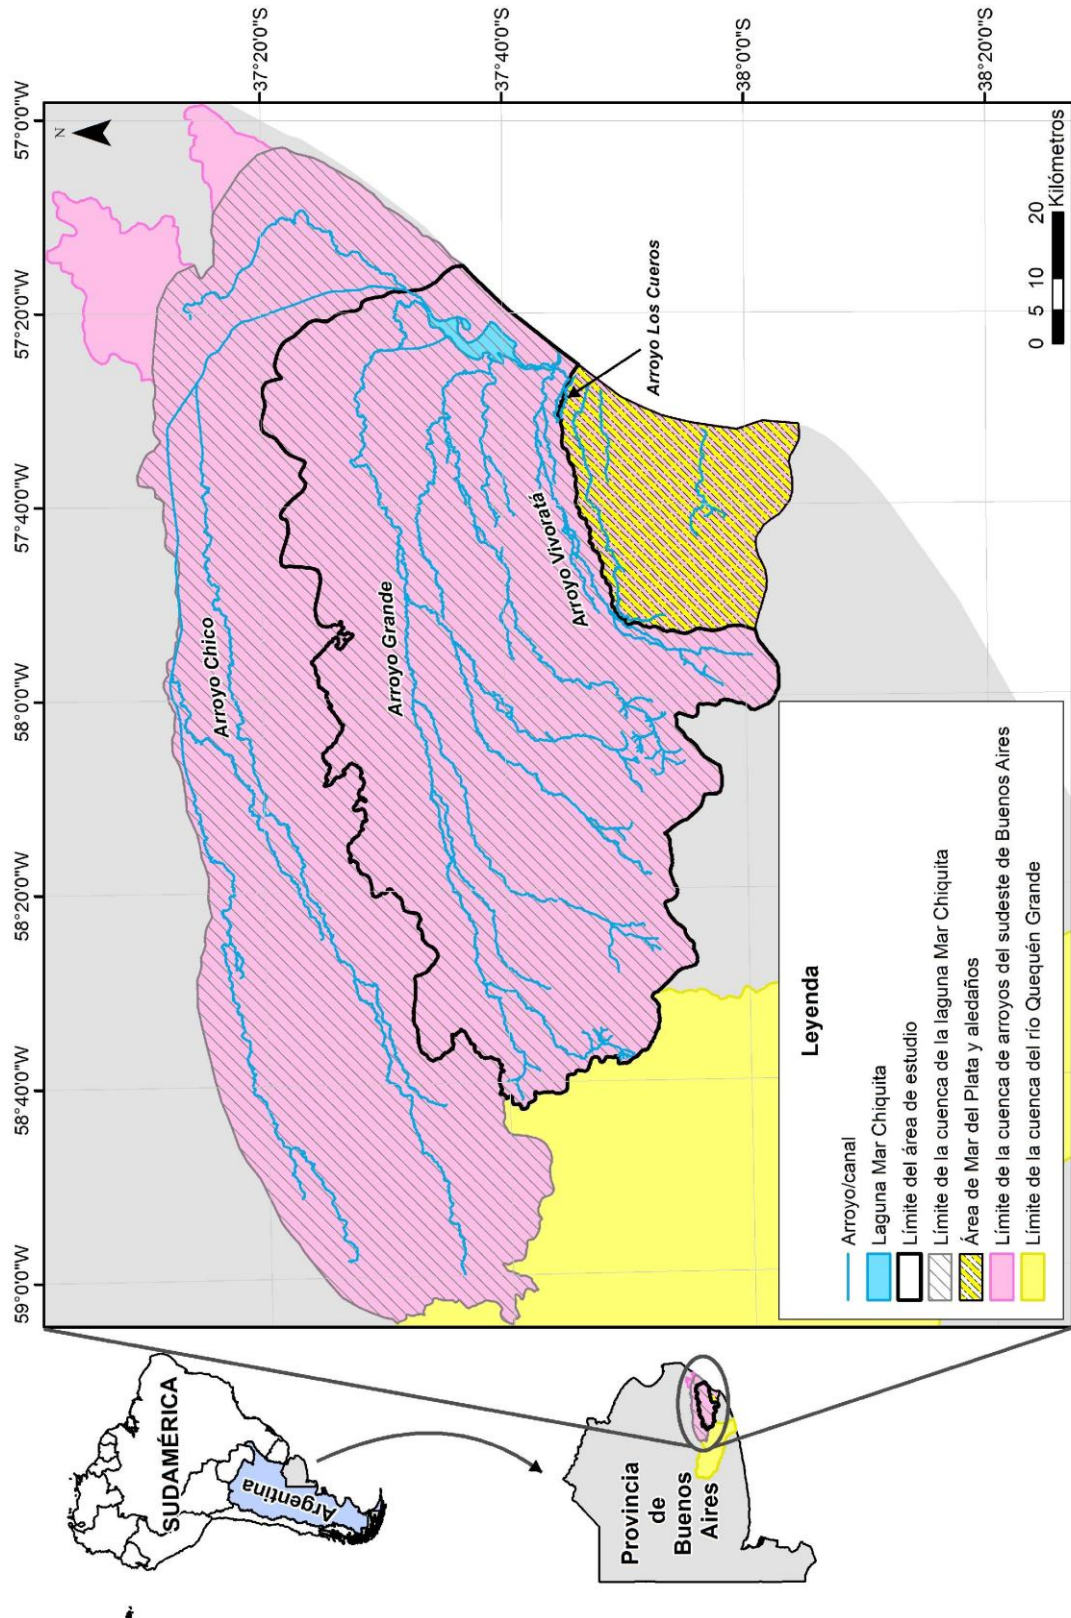 SUDAMÉRICA
Argentina
Provincia
de
Buenos
Aires
59°0'0"W
58°40'0"W
58°20'0"W
58°0'0"W
57°40'0"W
57°20'0"W
57°0'0"W
37°20'0"S
37°40'0"S
38°0'0"S
38°20'0"S
N
Arroyo Chico
Arroyo Grande
Arroyo Vivoratá
Arroyo Los Cueros
0 5 10 20
Kilómetros
Leyenda
Arroyo/canal
Laguna Mar Chiquita
Límite del área de estudio
Límite de la cuenca de la laguna Mar Chiquita
Área de Mar del Plata y aledaños
Límite de la cuenca de arroyos del sudeste de Buenos Aires
Límite de la cuenca del río Quequén Grande